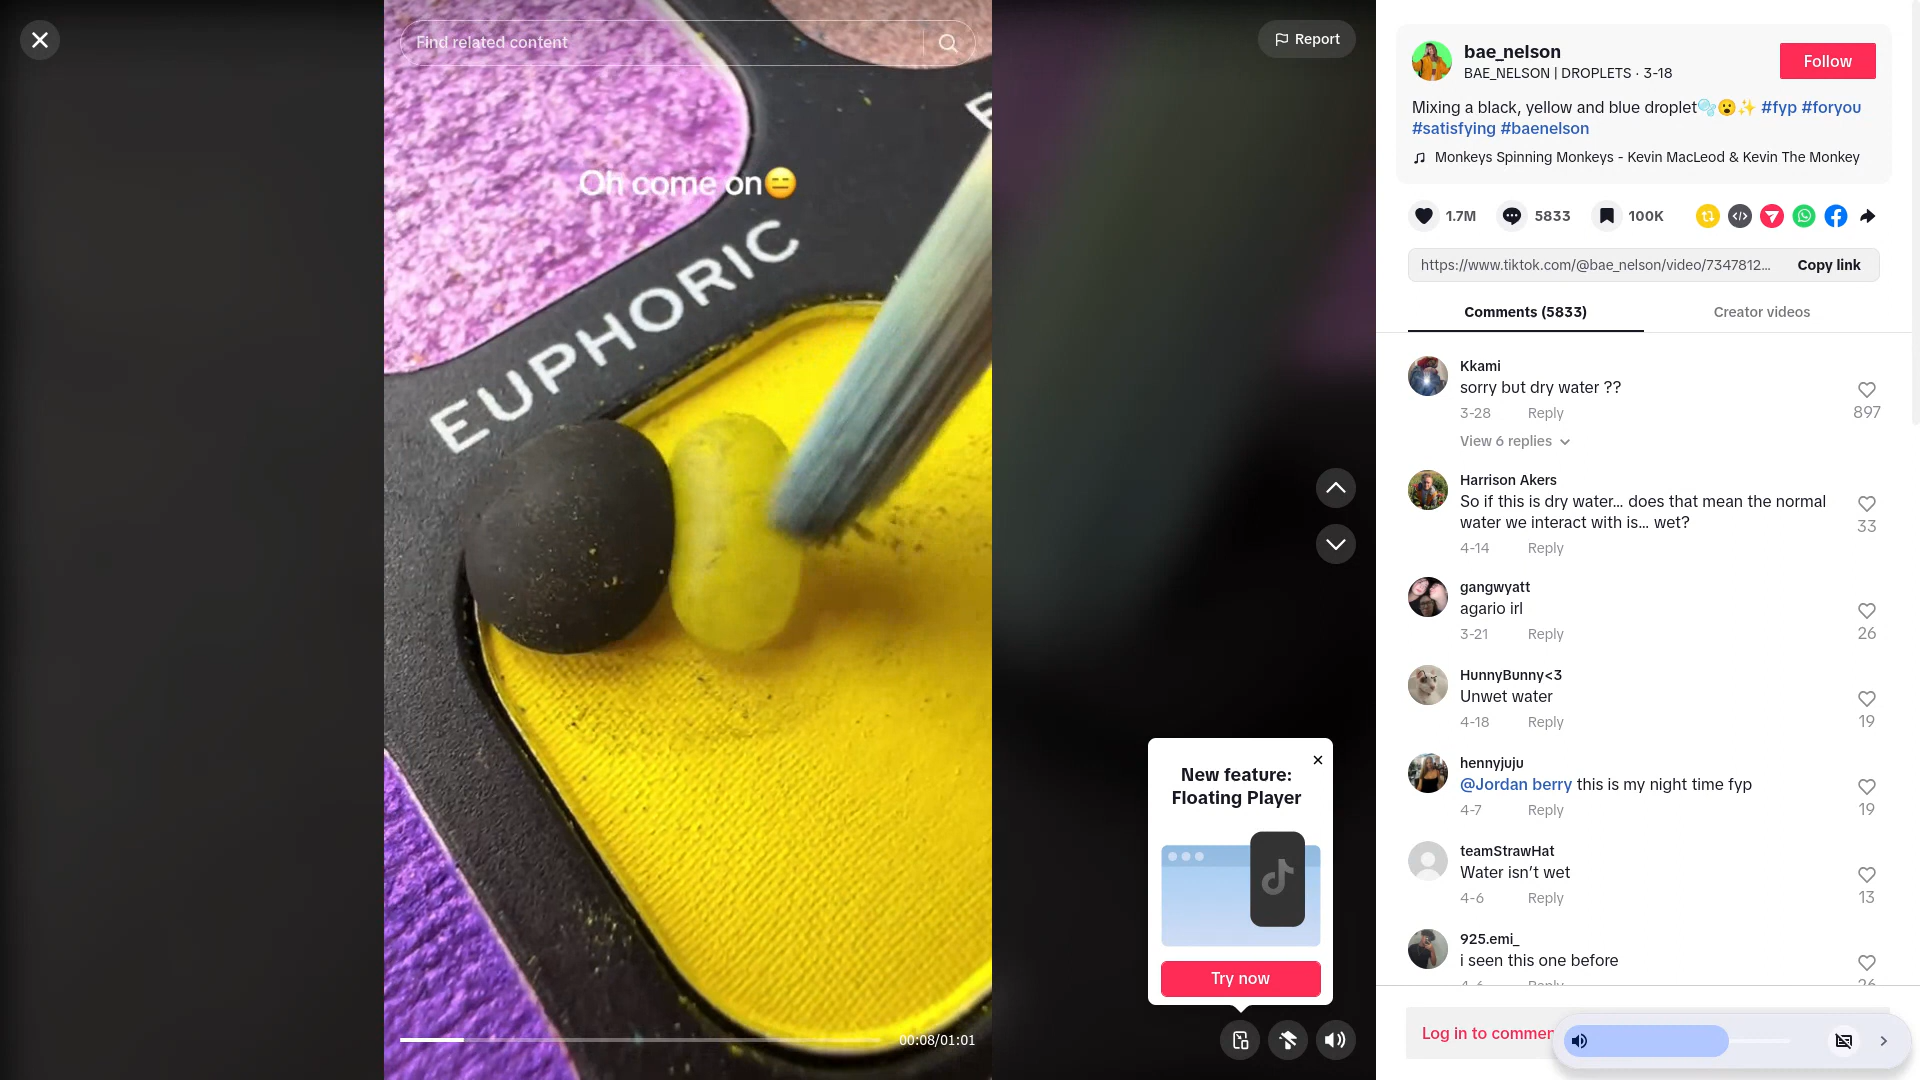 Find related content
Report
Oh come on😑
EUPHORIC
E
00:08/01:01
New feature:
Floating Player
Try now
bae_nelson
BAE_NELSON | DROPLETS · 3-18
Follow
Mixing a black, yellow and blue droplet🫧😮✨ #fyp #foryou
#satisfying #baenelson
Monkeys Spinning Monkeys - Kevin MacLeod & Kevin The Monkey
1.7M
5833
100K
https://www.tiktok.com/@bae_nelson/video/7347812...
Copy link
Comments (5833)
Creator videos
Kkami
sorry but dry water ??
3-28 Reply
897
View 6 replies
Harrison Akers
So if this is dry water… does that mean the normal
water we interact with is… wet?
33
4-14 Reply
gangwyatt
agario irl
26
3-21 Reply
HunnyBunny<3
Unwet water
19
4-18 Reply
hennyjuju
@Jordan berry this is my night time fyp
19
4-7 Reply
teamStrawHat
Water isn’t wet
13
4-6 Reply
925.emi_
i seen this one before
4-6 Reply
26
Log in to commen